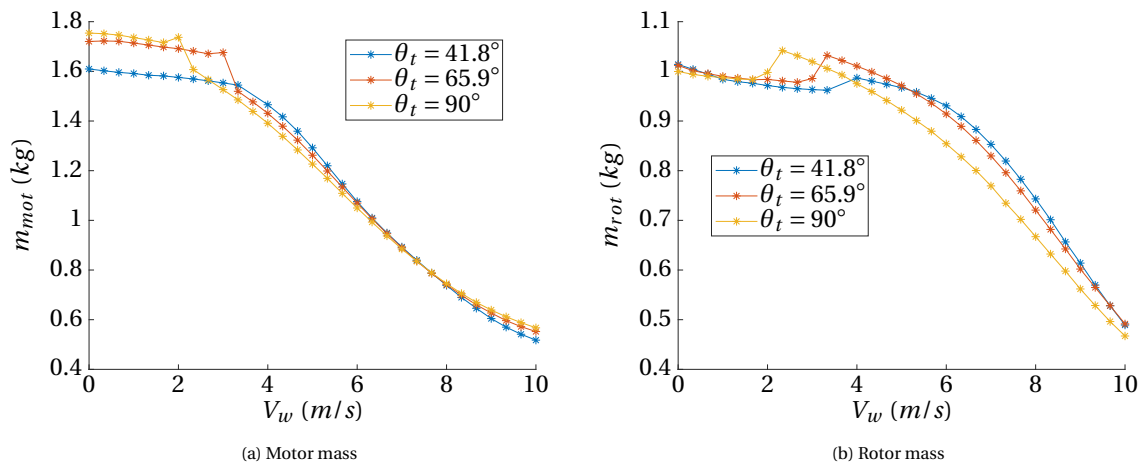 1.8
1.6
1.4
1.2
1
0.8
0.6
0.4
0 2 4 6 8 10
m_mot (kg)
V_w (m/s)
θ_t = 41.8°
θ_t = 65.9°
θ_t = 90°
(a) Motor mass
1.1
1
0.9
0.8
0.7
0.6
0.5
0.4
0 2 4 6 8 10
m_rot (kg)
V_w (m/s)
θ_t = 41.8°
θ_t = 65.9°
θ_t = 90°
(b) Rotor mass